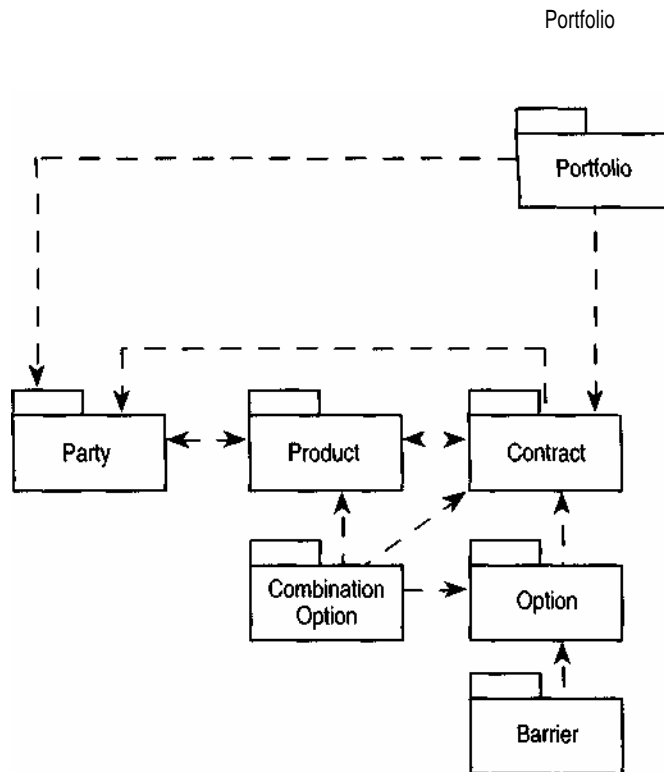 Portfolio
Portfolio
Party
Product
Contract
Combination
Option
Option
Barrier